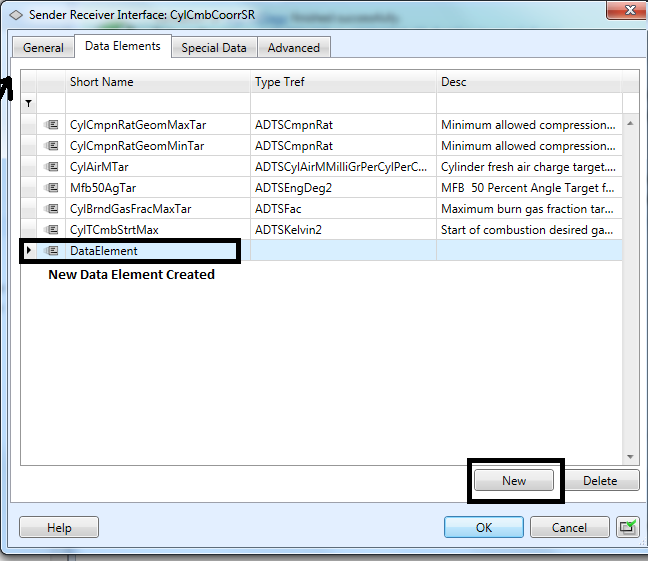 Sender Receiver Interface: CylCmbCoorrSR
finished successfully.
General Data Elements Special Data Advanced
Short Name Type Tref Desc
CylCmpnRatGeomMaxTar ADTSCmpnRat Minimum allowed compression...
CylCmpnRatGeomMinTar ADTSCmpnRat Minimum allowed compression...
CylAirMTar ADTSCylAirMMilliGrPerCylPerC... Cylinder fresh air charge target...
Mfb50AgTar ADTSEngDeg2 MFB 50 Percent Angle Target f...
CylBrndGasFracMaxTar ADTSFac Maximum burn gas fraction tar...
CylTCmbStrtMax ADTSKelvin2 Start of combustion desired ga...
DataElement
New Data Element Created
New Delete
Help OK Cancel